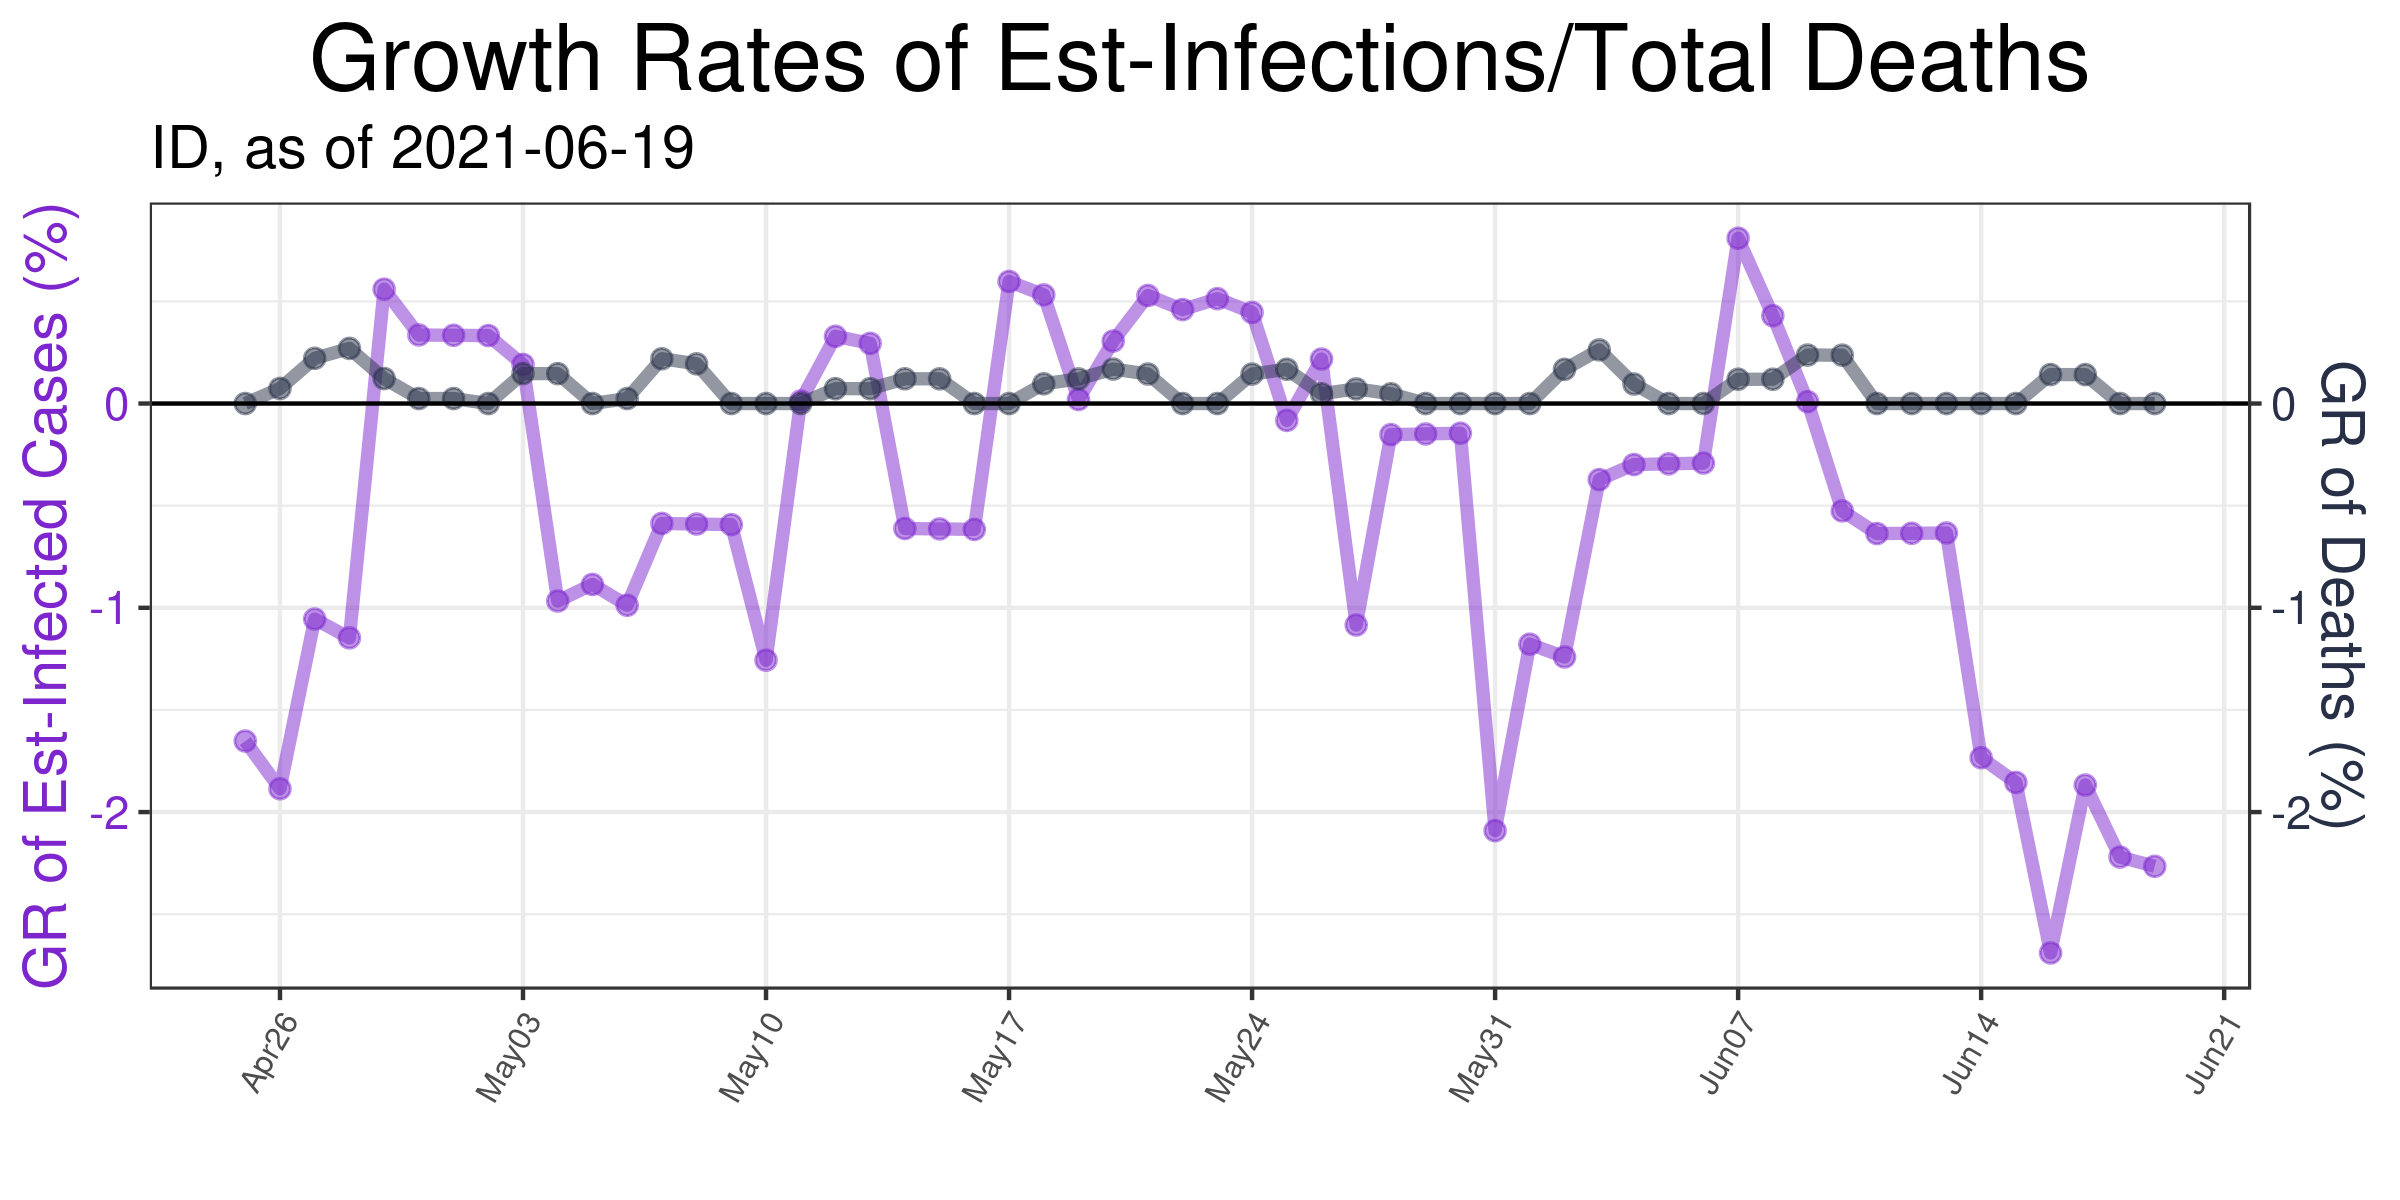 Growth Rates of Est-Infections/Total Deaths
ID, as of 2021-06-19
GR of Est-Infected Cases (%)
0
-1
-2
0
-1
-2
GR of Deaths (%)
Apr26
May03
May10
May17
May24
May31
Jun07
Jun14
Jun21